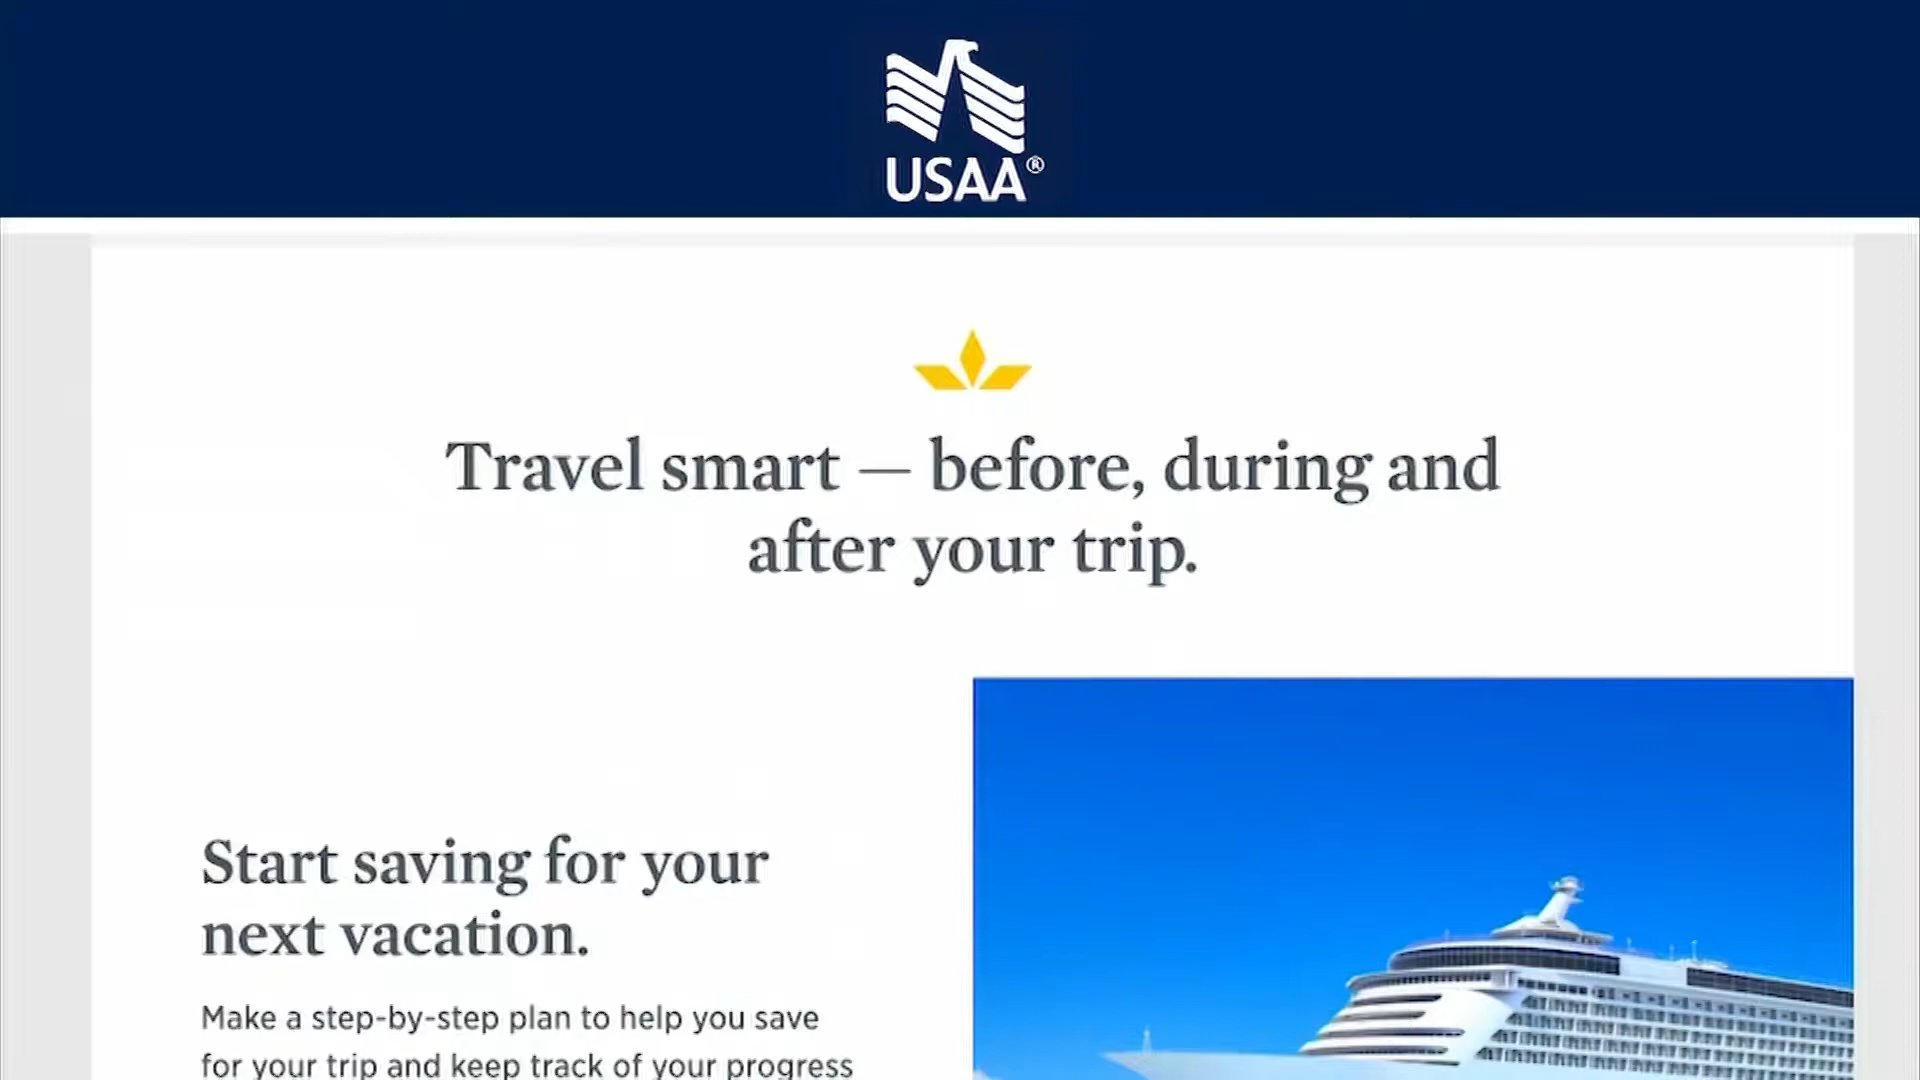 USAA®
Travel smart — before, during and
after your trip.
Start saving for your
next vacation.
Make a step-by-step plan to help you save
for your trip and keep track of your progress